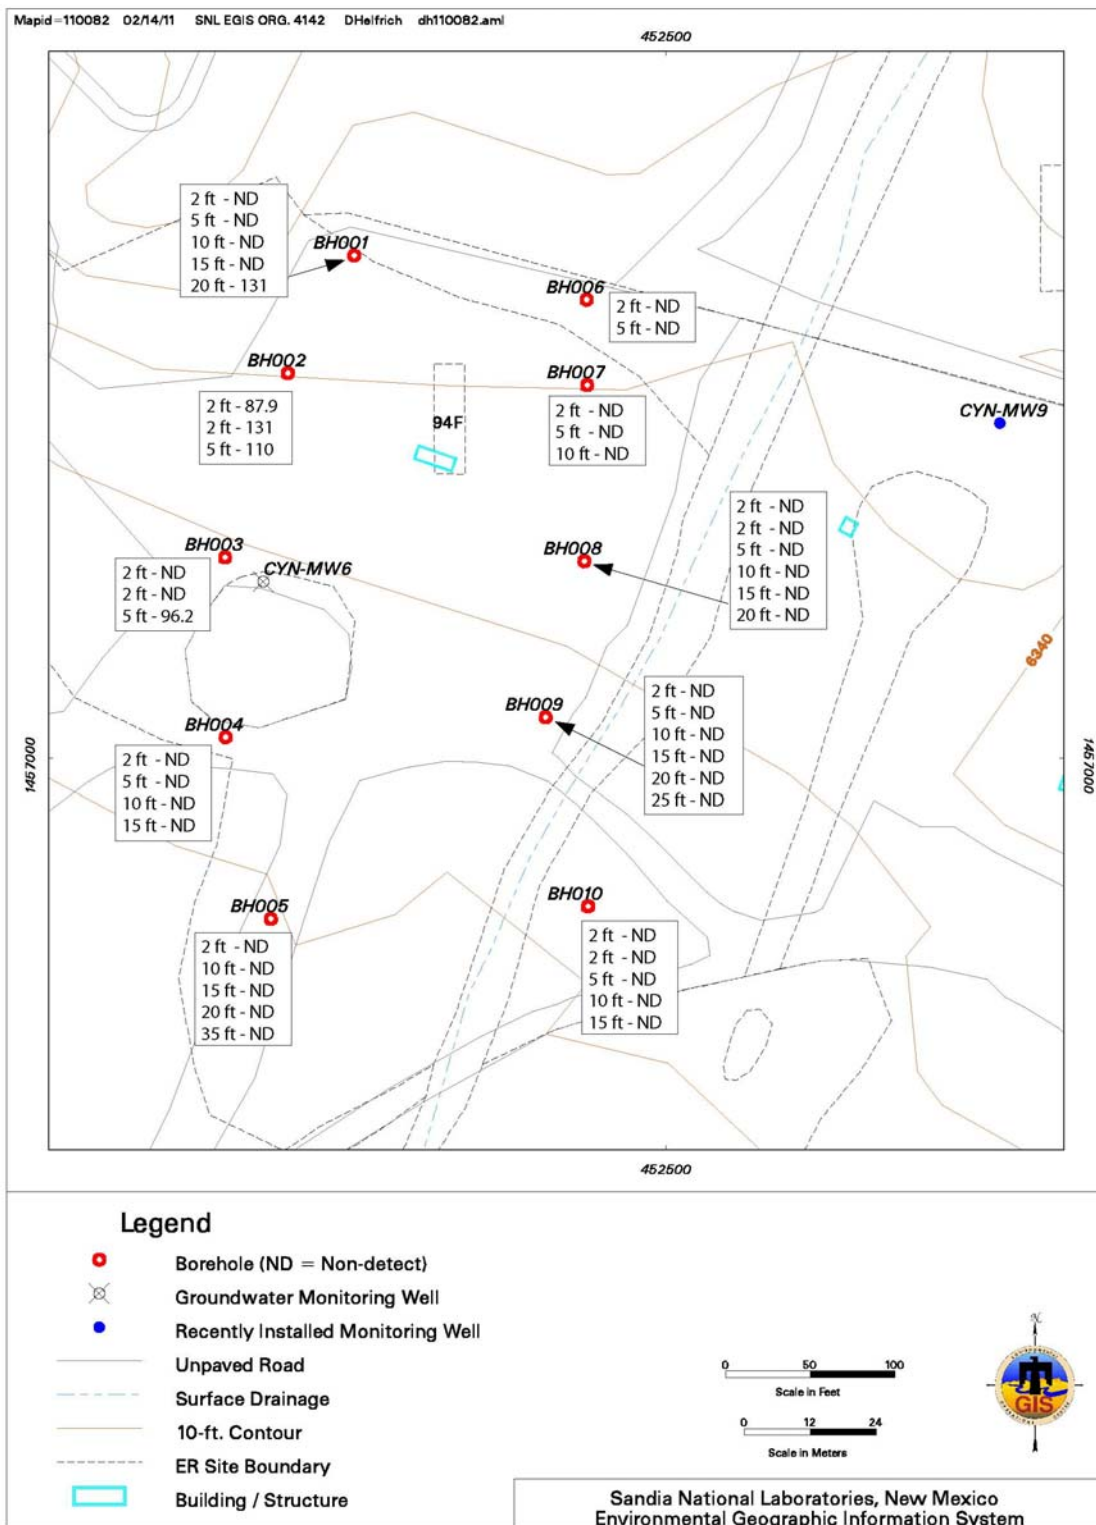 Mapid=110082 02/14/11 SNL EGIS ORG. 4142 DHelfrich dh110082.aml
452500
2 ft - ND
5 ft - ND
10 ft - ND
15 ft - ND
20 ft - 131
BH001
BH006
2 ft - ND
5 ft - ND
BH002
2 ft - 87.9
2 ft - 131
5 ft - 110
94F
BH007
2 ft - ND
5 ft - ND
10 ft - ND
CYN-MW9
BH003
2 ft - ND
2 ft - ND
5 ft - 96.2
CYN-MW6
BH008
2 ft - ND
2 ft - ND
5 ft - ND
10 ft - ND
15 ft - ND
20 ft - ND
6340
BH004
2 ft - ND
5 ft - ND
10 ft - ND
15 ft - ND
BH009
2 ft - ND
5 ft - ND
10 ft - ND
15 ft - ND
20 ft - ND
25 ft - ND
1457000
1457000
BH005
2 ft - ND
10 ft - ND
15 ft - ND
20 ft - ND
35 ft - ND
BH010
2 ft - ND
2 ft - ND
5 ft - ND
10 ft - ND
15 ft - ND
452500
Legend
Borehole (ND = Non-detect)
Groundwater Monitoring Well
Recently Installed Monitoring Well
Unpaved Road
Surface Drainage
10-ft. Contour
ER Site Boundary
Building / Structure
0 50 100
Scale in Feet
0 12 24
Scale in Meters
N
GIS
Sandia National Laboratories, New Mexico
Environmental Geographic Information System